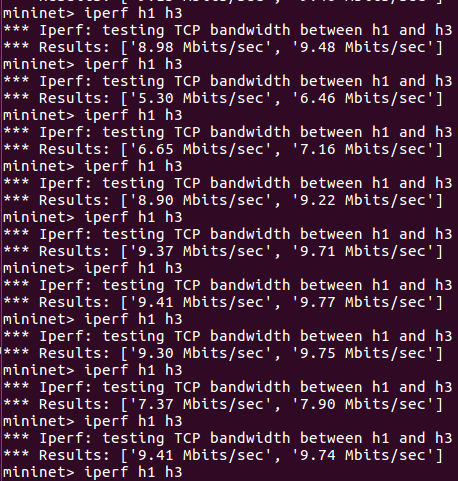 mininet> iperf h1 h3
*** Iperf: testing TCP bandwidth between h1 and h3
*** Results: ['8.98 Mbits/sec', '9.48 Mbits/sec']
mininet> iperf h1 h3
*** Iperf: testing TCP bandwidth between h1 and h3
*** Results: ['5.30 Mbits/sec', '6.46 Mbits/sec']
mininet> iperf h1 h3
*** Iperf: testing TCP bandwidth between h1 and h3
*** Results: ['6.65 Mbits/sec', '7.16 Mbits/sec']
mininet> iperf h1 h3
*** Iperf: testing TCP bandwidth between h1 and h3
*** Results: ['8.90 Mbits/sec', '9.22 Mbits/sec']
mininet> iperf h1 h3
*** Iperf: testing TCP bandwidth between h1 and h3
*** Results: ['9.37 Mbits/sec', '9.71 Mbits/sec']
mininet> iperf h1 h3
*** Iperf: testing TCP bandwidth between h1 and h3
*** Results: ['9.41 Mbits/sec', '9.77 Mbits/sec']
mininet> iperf h1 h3
*** Iperf: testing TCP bandwidth between h1 and h3
*** Results: ['9.30 Mbits/sec', '9.75 Mbits/sec']
mininet> iperf h1 h3
*** Iperf: testing TCP bandwidth between h1 and h3
*** Results: ['7.37 Mbits/sec', '7.90 Mbits/sec']
mininet> iperf h1 h3
*** Iperf: testing TCP bandwidth between h1 and h3
*** Results: ['9.41 Mbits/sec', '9.74 Mbits/sec']
mininet> iperf h1 h3